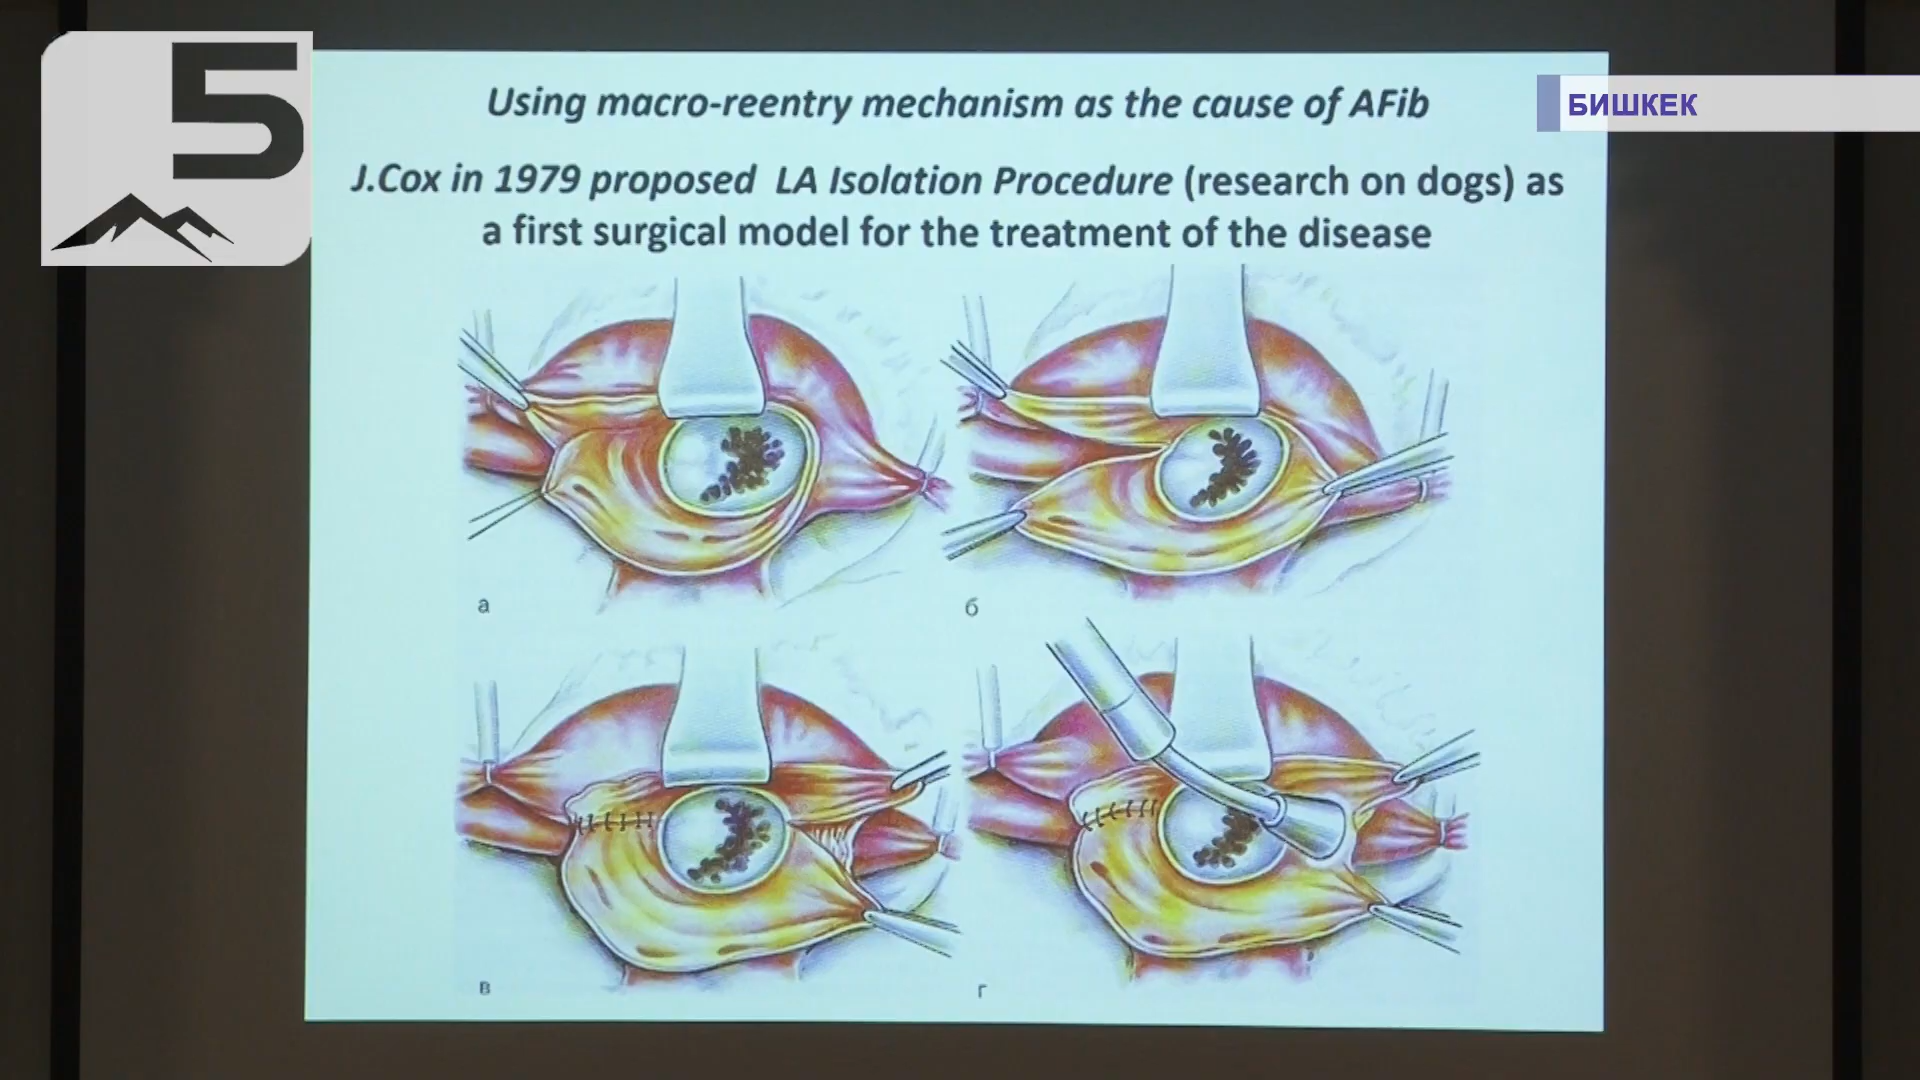 5
БИШКЕК
Using macro-reentry mechanism as the cause of AFib
J.Cox in 1979 proposed LA Isolation Procedure (research on dogs) as
a first surgical model for the treatment of the disease
а
б
в
г